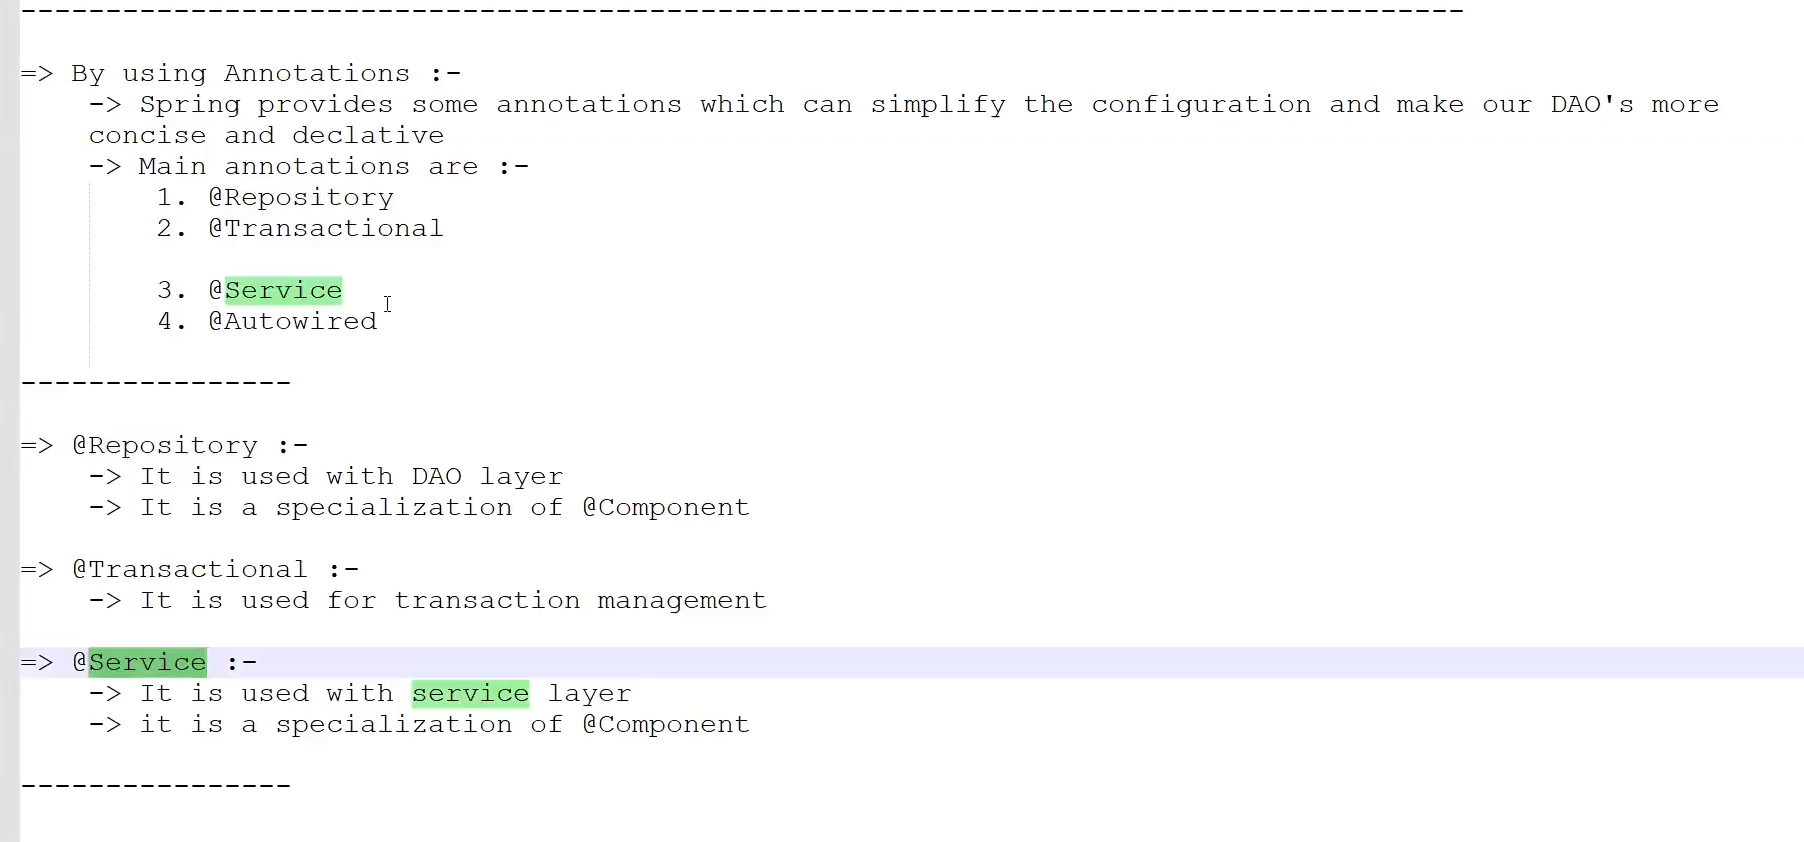 -------------------------------------------------------------------------------------
=> By using Annotations :-
-> Spring provides some annotations which can simplify the configuration and make our DAO's more
concise and declative
-> Main annotations are :-
1. @Repository
2. @Transactional
3. @Service
4. @Autowired
----------------
=> @Repository :-
-> It is used with DAO layer
-> It is a specialization of @Component
=> @Transactional :-
-> It is used for transaction management
=> @Service :-
-> It is used with service layer
-> it is a specialization of @Component
----------------